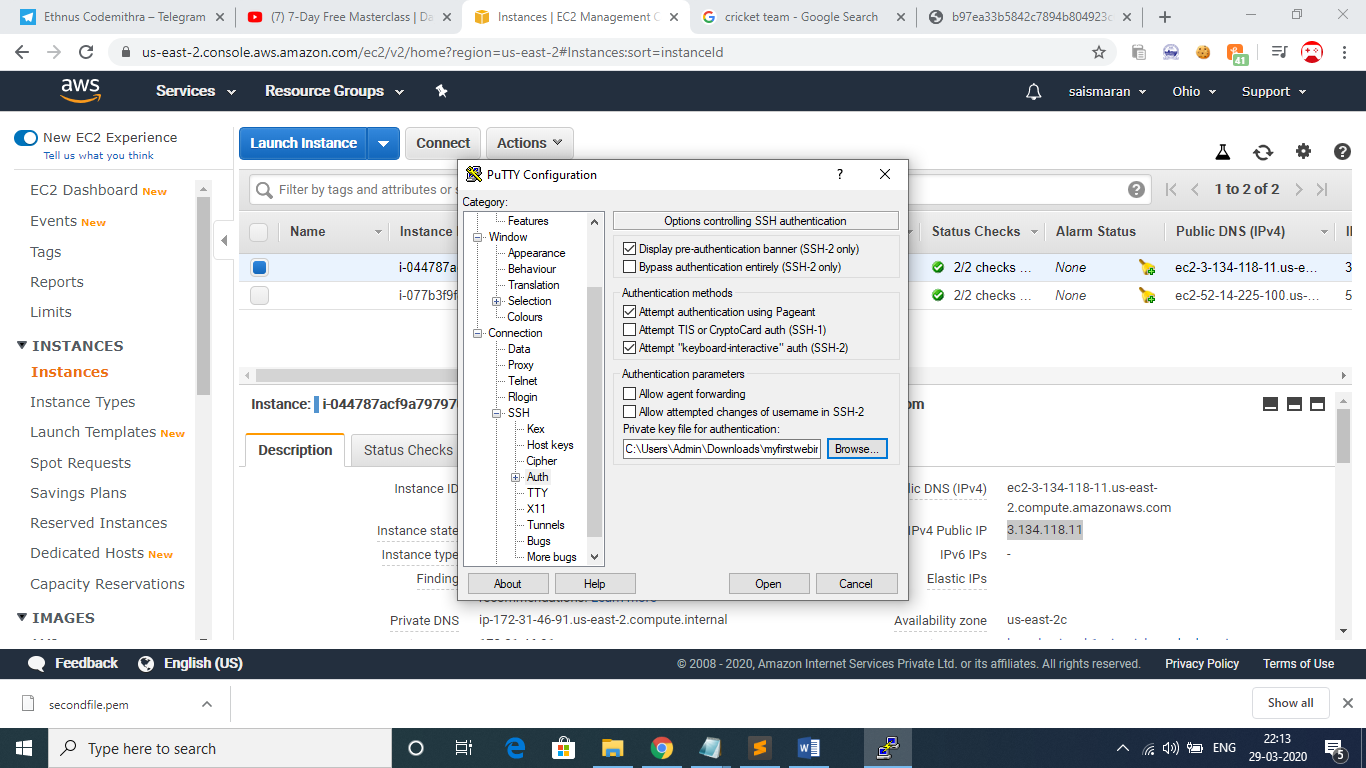 Ethnus Codemithra – Telegram
(7) 7-Day Free Masterclass | Da
Instances | EC2 Management C
cricket team - Google Search
b97ea33b5842c7894b804923c
us-east-2.console.aws.amazon.com/ec2/v2/home?region=us-east-2#Instances:sort=instanceId
41
aws
Services
Resource Groups
saismaran
Ohio
Support
New EC2 Experience
Tell us what you think
EC2 Dashboard New
Events New
Tags
Reports
Limits
INSTANCES
Instances
Instance Types
Launch Templates New
Spot Requests
Savings Plans
Reserved Instances
Dedicated Hosts New
Capacity Reservations
IMAGES
Launch Instance
Connect
Actions
Filter by tags and attributes or s
1 to 2 of 2
Name
Instance I
Status Checks
Alarm Status
Public DNS (IPv4)
i-044787a
2/2 checks ...
None
ec2-3-134-118-11.us-e...
3
i-077b3f9f
2/2 checks ...
None
ec2-52-14-225-100.us-...
5
Instance:
i-044787acf9a79797
om
Description
Status Checks
Instance ID
Instance state
Instance type
Finding
Private DNS
ip-172-31-46-91.us-east-2.compute.internal
lic DNS (IPv4)
ec2-3-134-118-11.us-east-
2.compute.amazonaws.com
IPv4 Public IP
3.134.118.11
IPv6 IPs
-
Elastic IPs
Availability zone
us-east-2c
PuTTY Configuration
?
Category:
Features
Window
Appearance
Behaviour
Translation
Selection
Colours
Connection
Data
Proxy
Telnet
Rlogin
SSH
Kex
Host keys
Cipher
Auth
TTY
X11
Tunnels
Bugs
More bugs
Options controlling SSH authentication
Display pre-authentication banner (SSH-2 only)
Bypass authentication entirely (SSH-2 only)
Authentication methods
Attempt authentication using Pageant
Attempt TIS or CryptoCard auth (SSH-1)
Attempt "keyboard-interactive" auth (SSH-2)
Authentication parameters
Allow agent forwarding
Allow attempted changes of username in SSH-2
Private key file for authentication:
C:\Users\Admin\Downloads\myfirstwebir
Browse...
About
Help
Open
Cancel
Feedback
English (US)
© 2008 - 2020, Amazon Internet Services Private Ltd. or its affiliates. All rights reserved.
Privacy Policy
Terms of Use
secondfile.pem
Show all
Type here to search
ENG
22:13
29-03-2020
5